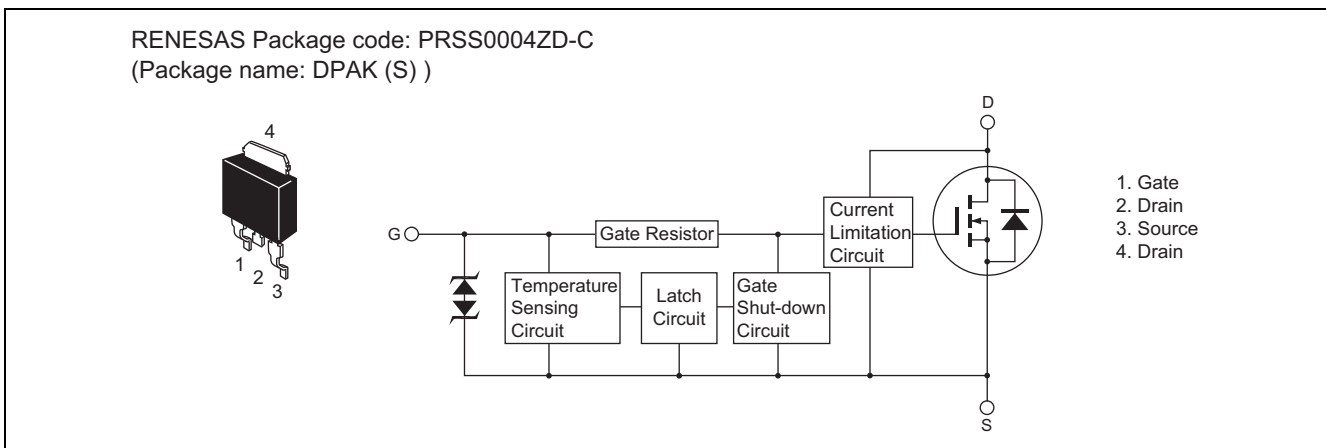 RENESAS Package code: PRSS0004ZD-C
(Package name: DPAK (S) )
4
1
2
3
D
G
Gate Resistor
Current
Limitation
Circuit
Temperature
Sensing
Circuit
Latch
Circuit
Gate
Shut-down
Circuit
S
1. Gate
2. Drain
3. Source
4. Drain